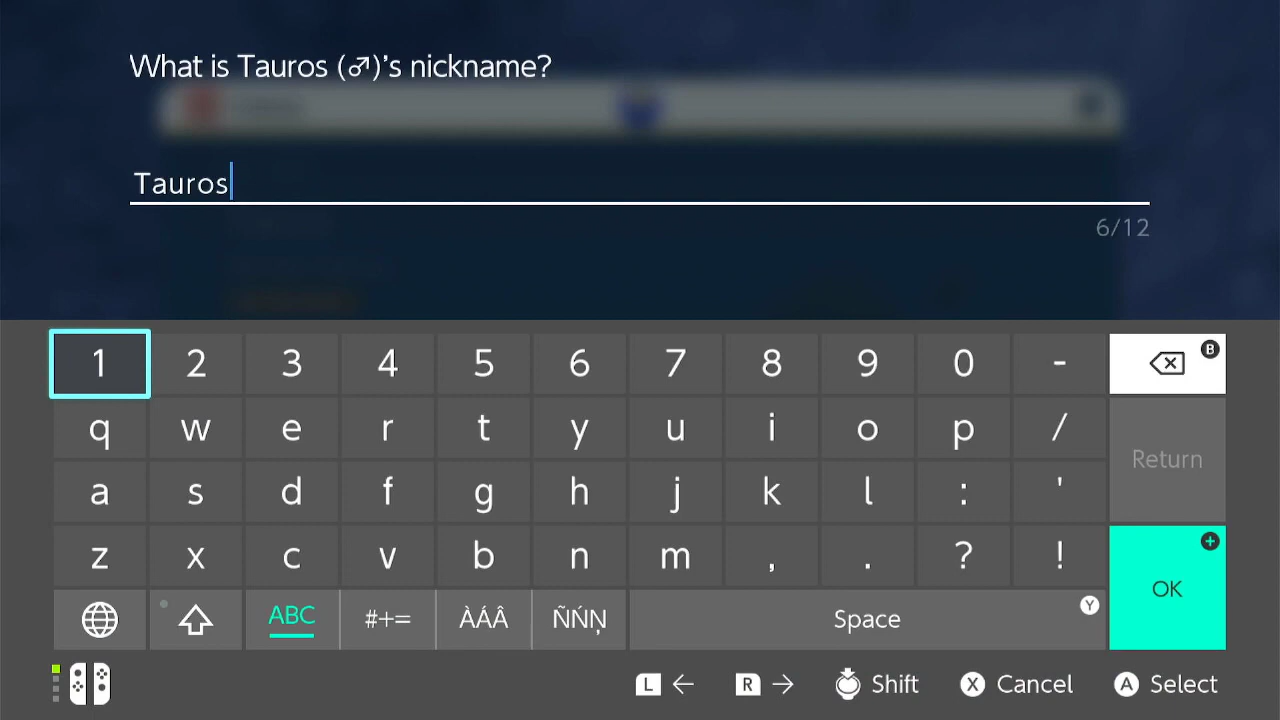 What is Tauros (♂)'s nickname?
Tauros
6/12
1 2 3 4 5 6 7 8 9 0 - B
q w e r t y u i o p /
Return
a s d f g h j k l : '
z x c v b n m , . ? ! +
OK
ABC #+= ÀÁÂ ÑŃŅ Space Y
L ← R → Shift X Cancel A Select